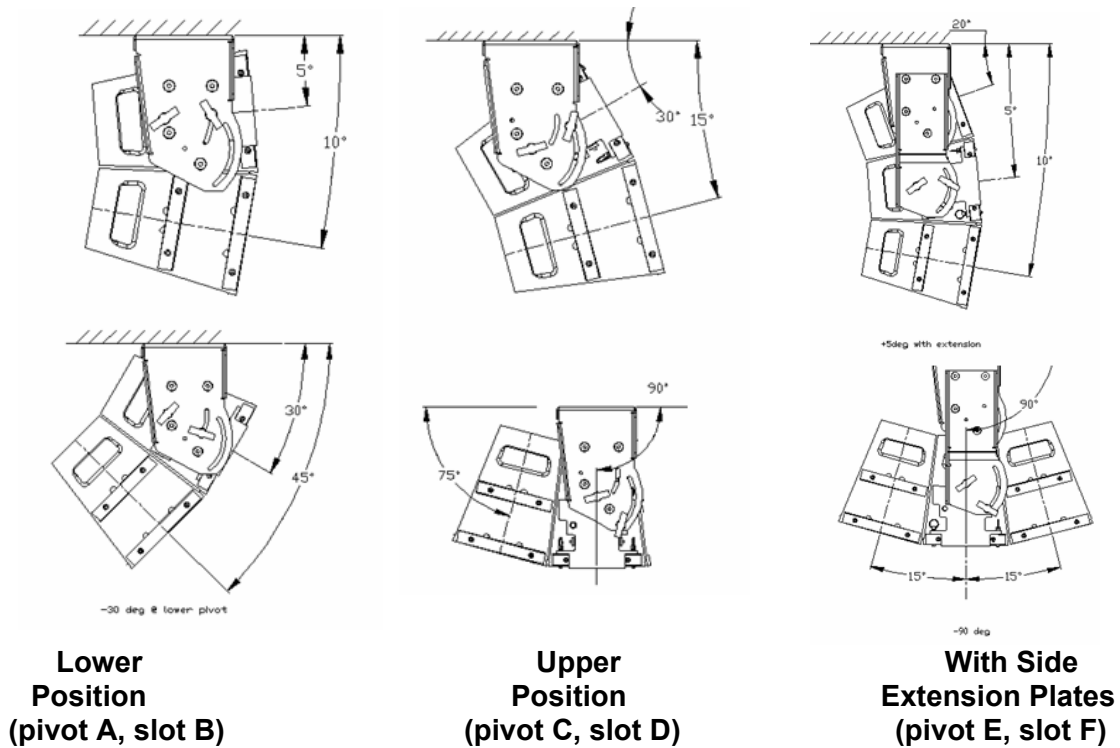 5°
10°
30°
15°
20°
5°
10°
+5deg with extension
30°
45°
-30 deg @ lower pivot
90°
75°
90°
15°
15°
-90 deg
Lower
Position
(pivot A, slot B)
Upper
Position
(pivot C, slot D)
With Side
Extension Plates
(pivot E, slot F)